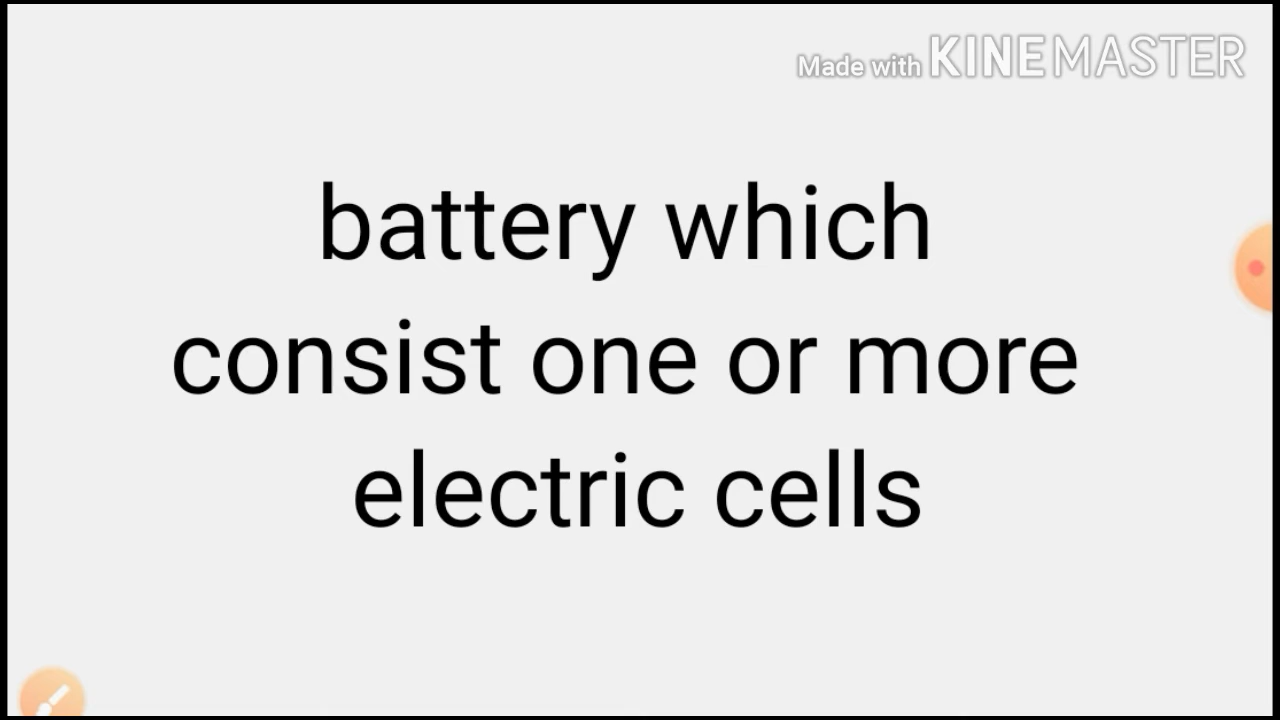 Made with KINEMASTER
battery which
consist one or more
electric cells